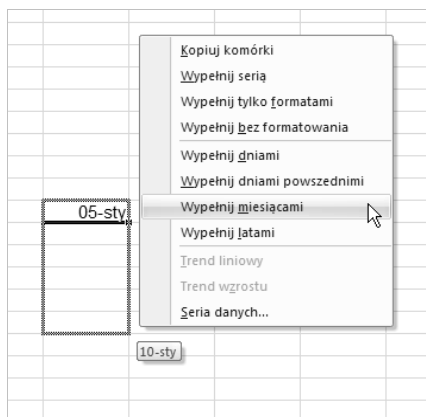 Kopiuj komórki
Wypełnij serią
Wypełnij tylko formatami
Wypełnij bez formatowania
Wypełnij dniami
Wypełnij dniami powszednimi
Wypełnij miesiącami
Wypełnij latami
Trend liniowy
Trend wzrostu
Seria danych...
05-sty
10-sty